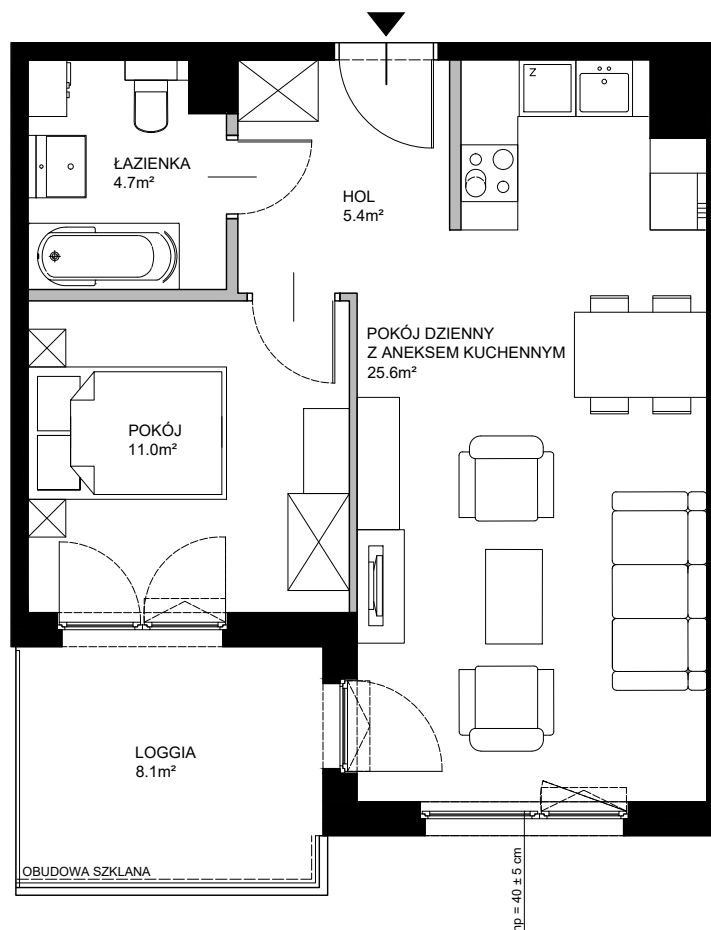 Z
ŁAZIENKA
4.7m²
HOL
5.4m²
POKÓJ DZIENNY
Z ANEKSEM KUCHENNYM
25.6m²
POKÓJ
11.0m²
LOGGIA
8.1m²
OBUDOWA SZKLANA
hp = 40 ± 5 cm